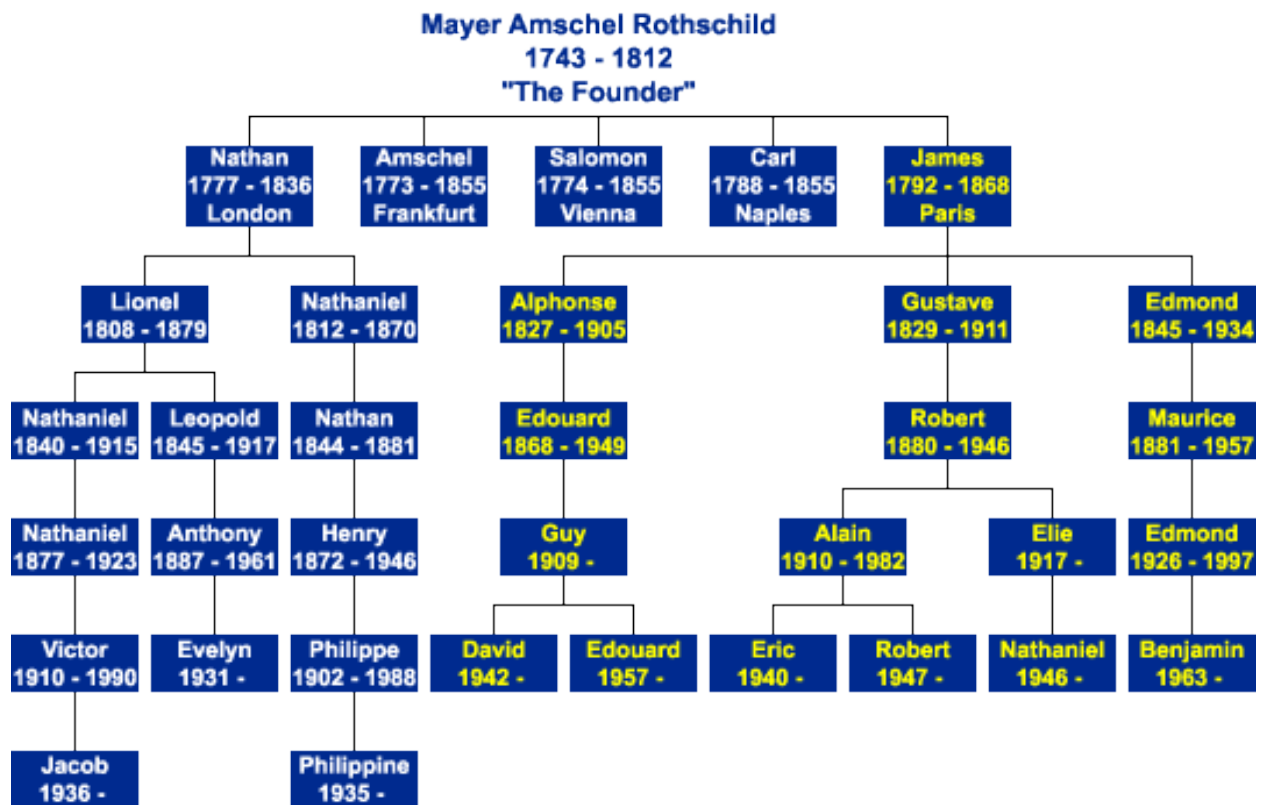 Mayer Amschel Rothschild
1743 - 1812
"The Founder"
Nathan
1777 - 1836
London
Amschel
1773 - 1855
Frankfurt
Salomon
1774 - 1855
Vienna
Carl
1788 - 1855
Naples
James
1792 - 1868
Paris
Lionel
1808 - 1879
Nathaniel
1812 - 1870
Alphonse
1827 - 1905
Gustave
1829 - 1911
Edmond
1845 - 1934
Nathaniel
1840 - 1915
Leopold
1845 - 1917
Nathan
1844 - 1881
Edouard
1868 - 1949
Robert
1880 - 1946
Maurice
1881 - 1957
Nathaniel
1877 - 1923
Anthony
1887 - 1961
Henry
1872 - 1946
Guy
1909 -
Alain
1910 - 1982
Elie
1917 -
Edmond
1926 - 1997
Victor
1910 - 1990
Evelyn
1931 -
Philippe
1902 - 1988
David
1942 -
Edouard
1957 -
Eric
1940 -
Robert
1947 -
Nathaniel
1946 -
Benjamin
1963 -
Jacob
1936 -
Philippine
1935 -